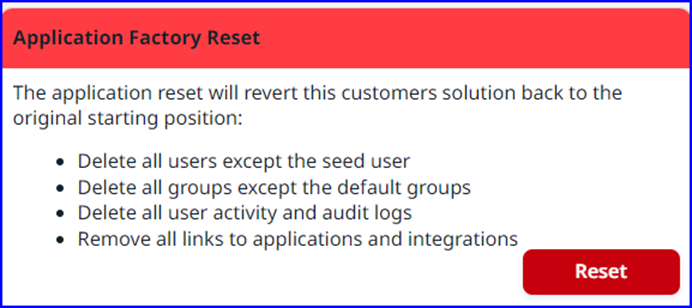 Application Factory Reset
The application reset will revert this customers solution back to the
original starting position:
• Delete all users except the seed user
• Delete all groups except the default groups
• Delete all user activity and audit logs
• Remove all links to applications and integrations
Reset